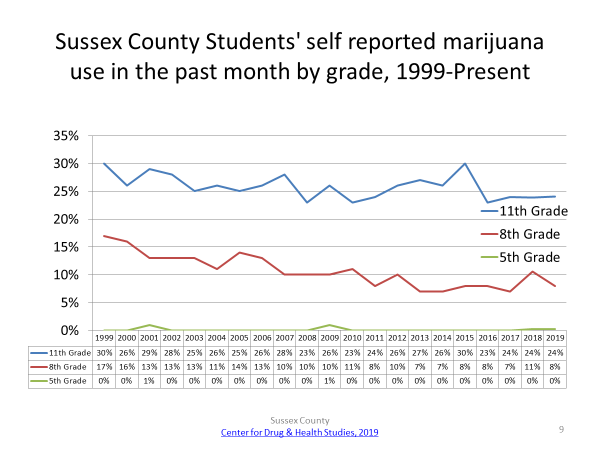 Sussex County Students' self reported marijuana
use in the past month by grade, 1999-Present
35%
30%
25%
20%
15%
10%
5%
0%
11th Grade
8th Grade
5th Grade
1999 2000 2001 2002 2003 2004 2005 2006 2007 2008 2009 2010 2011 2012 2013 2014 2015 2016 2017 2018 2019
11th Grade 30% 26% 29% 28% 25% 26% 25% 26% 28% 23% 26% 23% 24% 26% 27% 26% 30% 23% 24% 24% 24%
8th Grade 17% 16% 13% 13% 13% 11% 14% 13% 10% 10% 10% 11% 8% 10% 7% 7% 8% 8% 7% 11% 8%
5th Grade 0% 0% 1% 0% 0% 0% 0% 0% 0% 0% 1% 0% 0% 0% 0% 0% 0% 0% 0% 0% 0%
Sussex County
Center for Drug & Health Studies, 2019
9